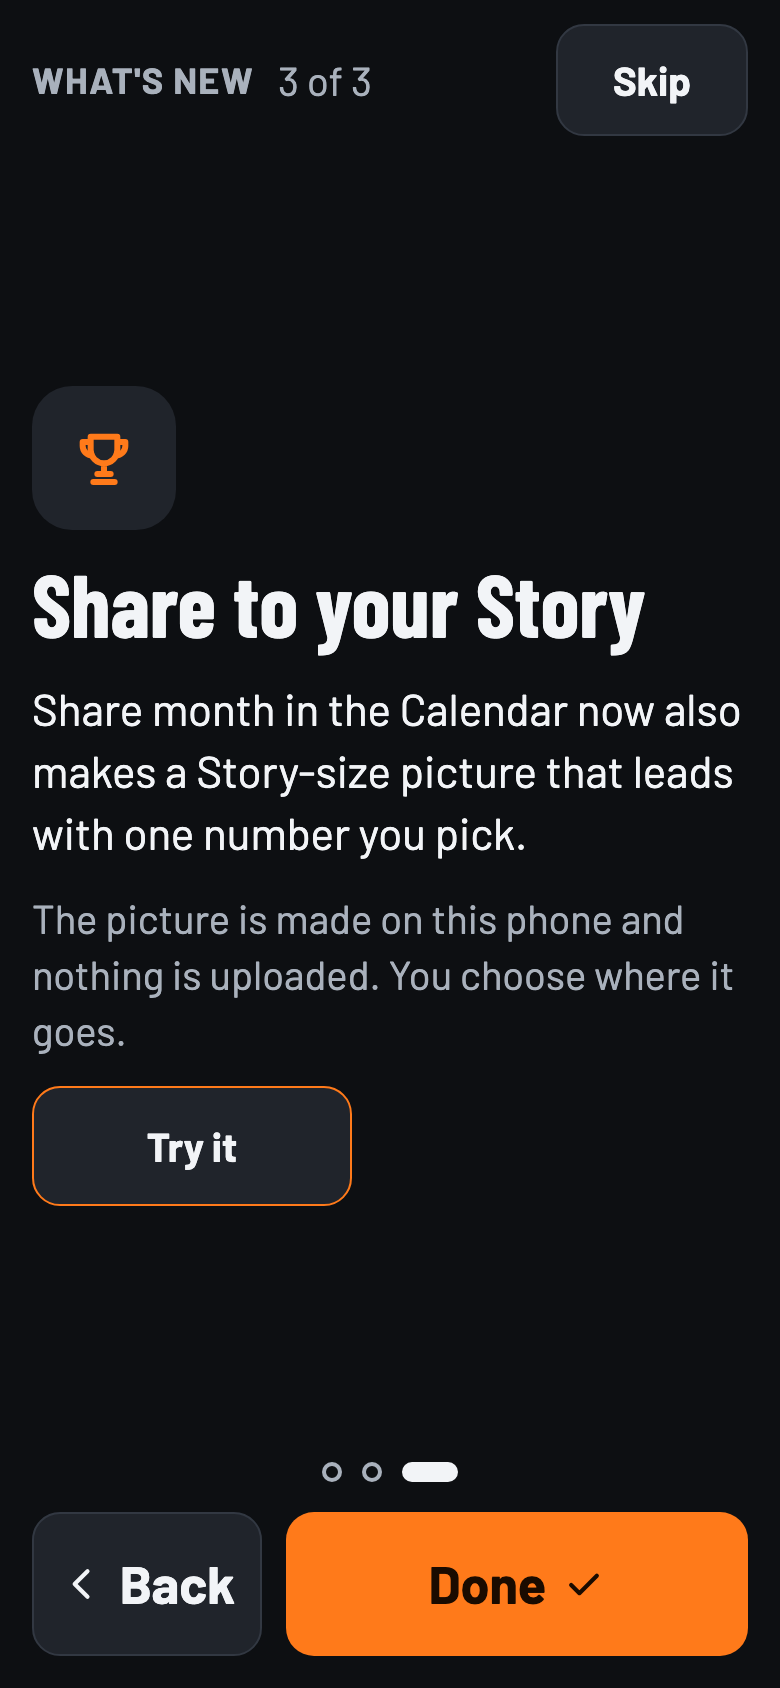 WHAT'S NEW 3 of 3
Skip
Share to your Story
Share month in the Calendar now also
makes a Story-size picture that leads
with one number you pick.
The picture is made on this phone and
nothing is uploaded. You choose where it
goes.
Try it
Back
Done